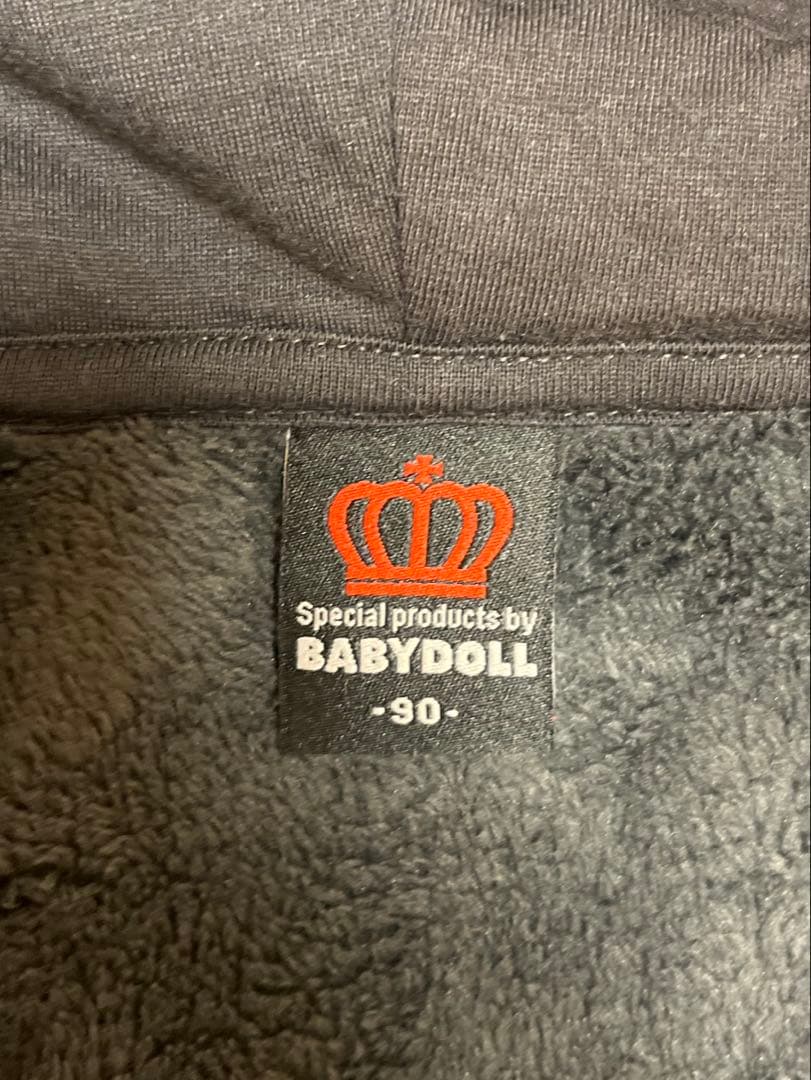 Special products by
BABYDOLL
-90-